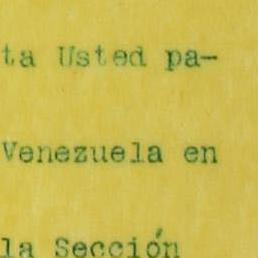 ta Usted pa-
Venezuela en
la Sección